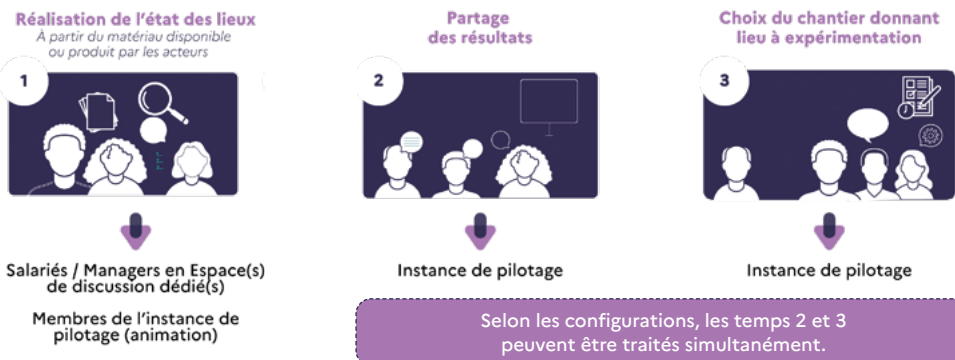 Réalisation de l'état des lieux
À partir du matériau disponible
ou produit par les acteurs
1
Salariés / Managers en Espace(s)
de discussion dédié(s)
Membres de l'instance de
pilotage (animation)
Partage
des résultats
2
Instance de pilotage
Choix du chantier donnant
lieu à expérimentation
3
Instance de pilotage
Selon les configurations, les temps 2 et 3
peuvent être traités simultanément.